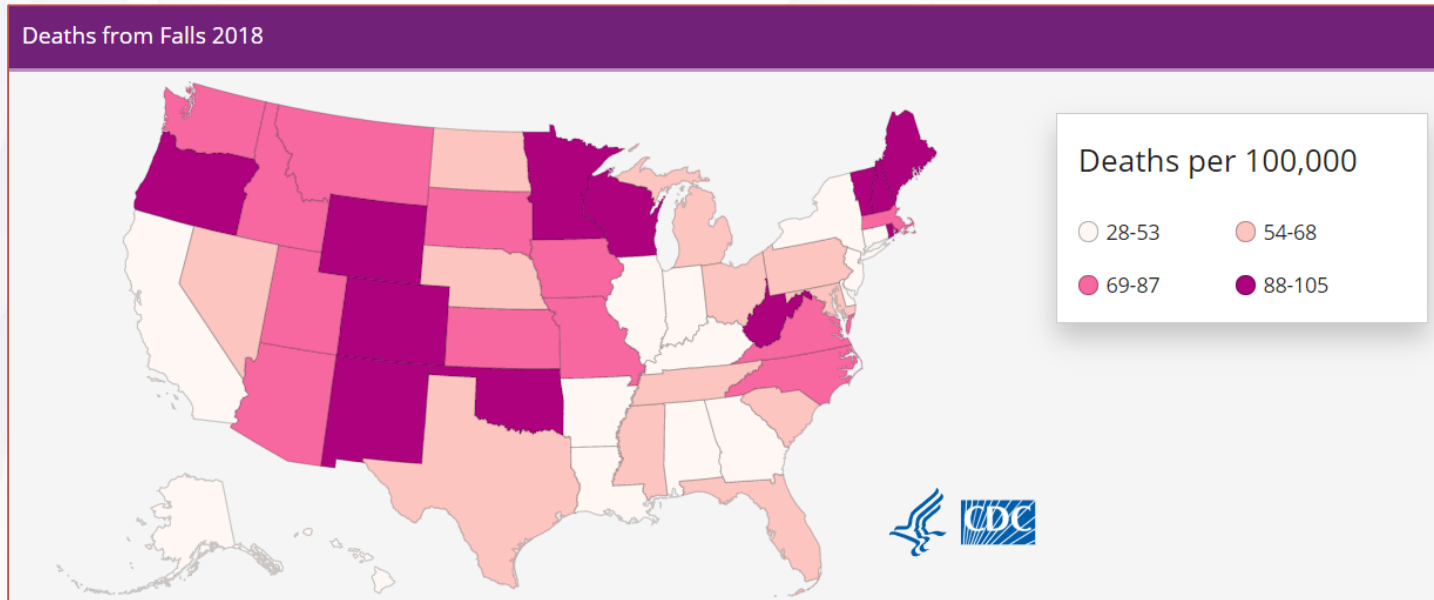 Deaths from Falls 2018
Deaths per 100,000
28-53
54-68
69-87
88-105
CDC